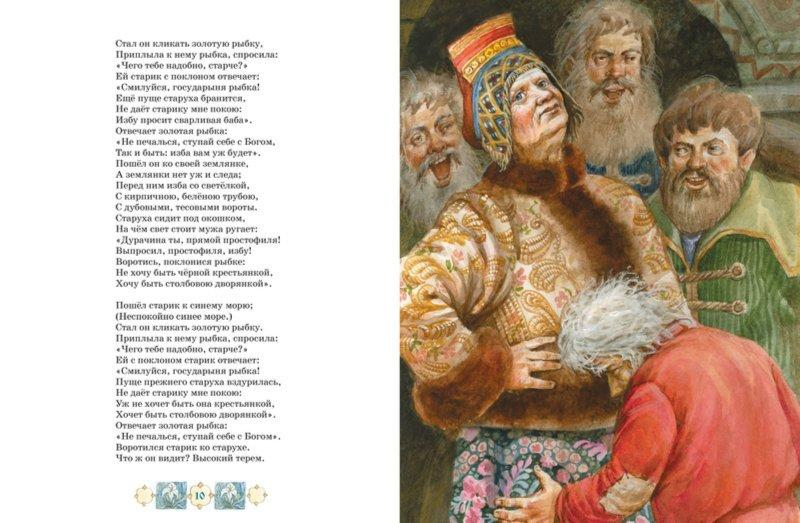 Стал он кликать золотую рыбку,
Приплыла к нему рыбка, спросила:
«Чего тебе надобно, старче?»
Ей старик с поклоном отвечает:
«Смилуйся, государыня рыбка!
Ещё пуще старуха бранится,
Не даёт старику мне покою:
Избу просит сварливая баба».
Отвечает золотая рыбка:
«Не печалься, ступай себе с Богом,
Так и быть: изба вам уж будет».
Пошёл он ко своей землянке,
А землянки нет уж и следа;
Перед ним изба со светёлкой,
С кирпичною, белёною трубою,
С дубовыми, тесовыми вороты.
Старуха сидит под окошком,
На чём свет стоит мужа ругает:
«Дурачина ты, прямой простофиля!
Выпросил, простофиля, избу!
Воротись, поклонися рыбке:
Не хочу быть чёрной крестьянкой,
Хочу быть столбовою дворянкой».
Пошёл старик к синему морю;
(Неспокойно синее море.)
Стал он кликать золотую рыбку.
Приплыла к нему рыбка, спросила:
«Чего тебе надобно, старче?»
Ей с поклоном старик отвечает:
«Смилуйся, государыня рыбка!
Пуще прежнего старуха вздурилась,
Не даёт старику мне покою:
Уж не хочет быть она крестьянкой,
Хочет быть столбовою дворянкой».
Отвечает золотая рыбка:
«Не печалься, ступай себе с Богом».
Воротился старик ко старухе.
Что ж он видит? Высокий терем.
10